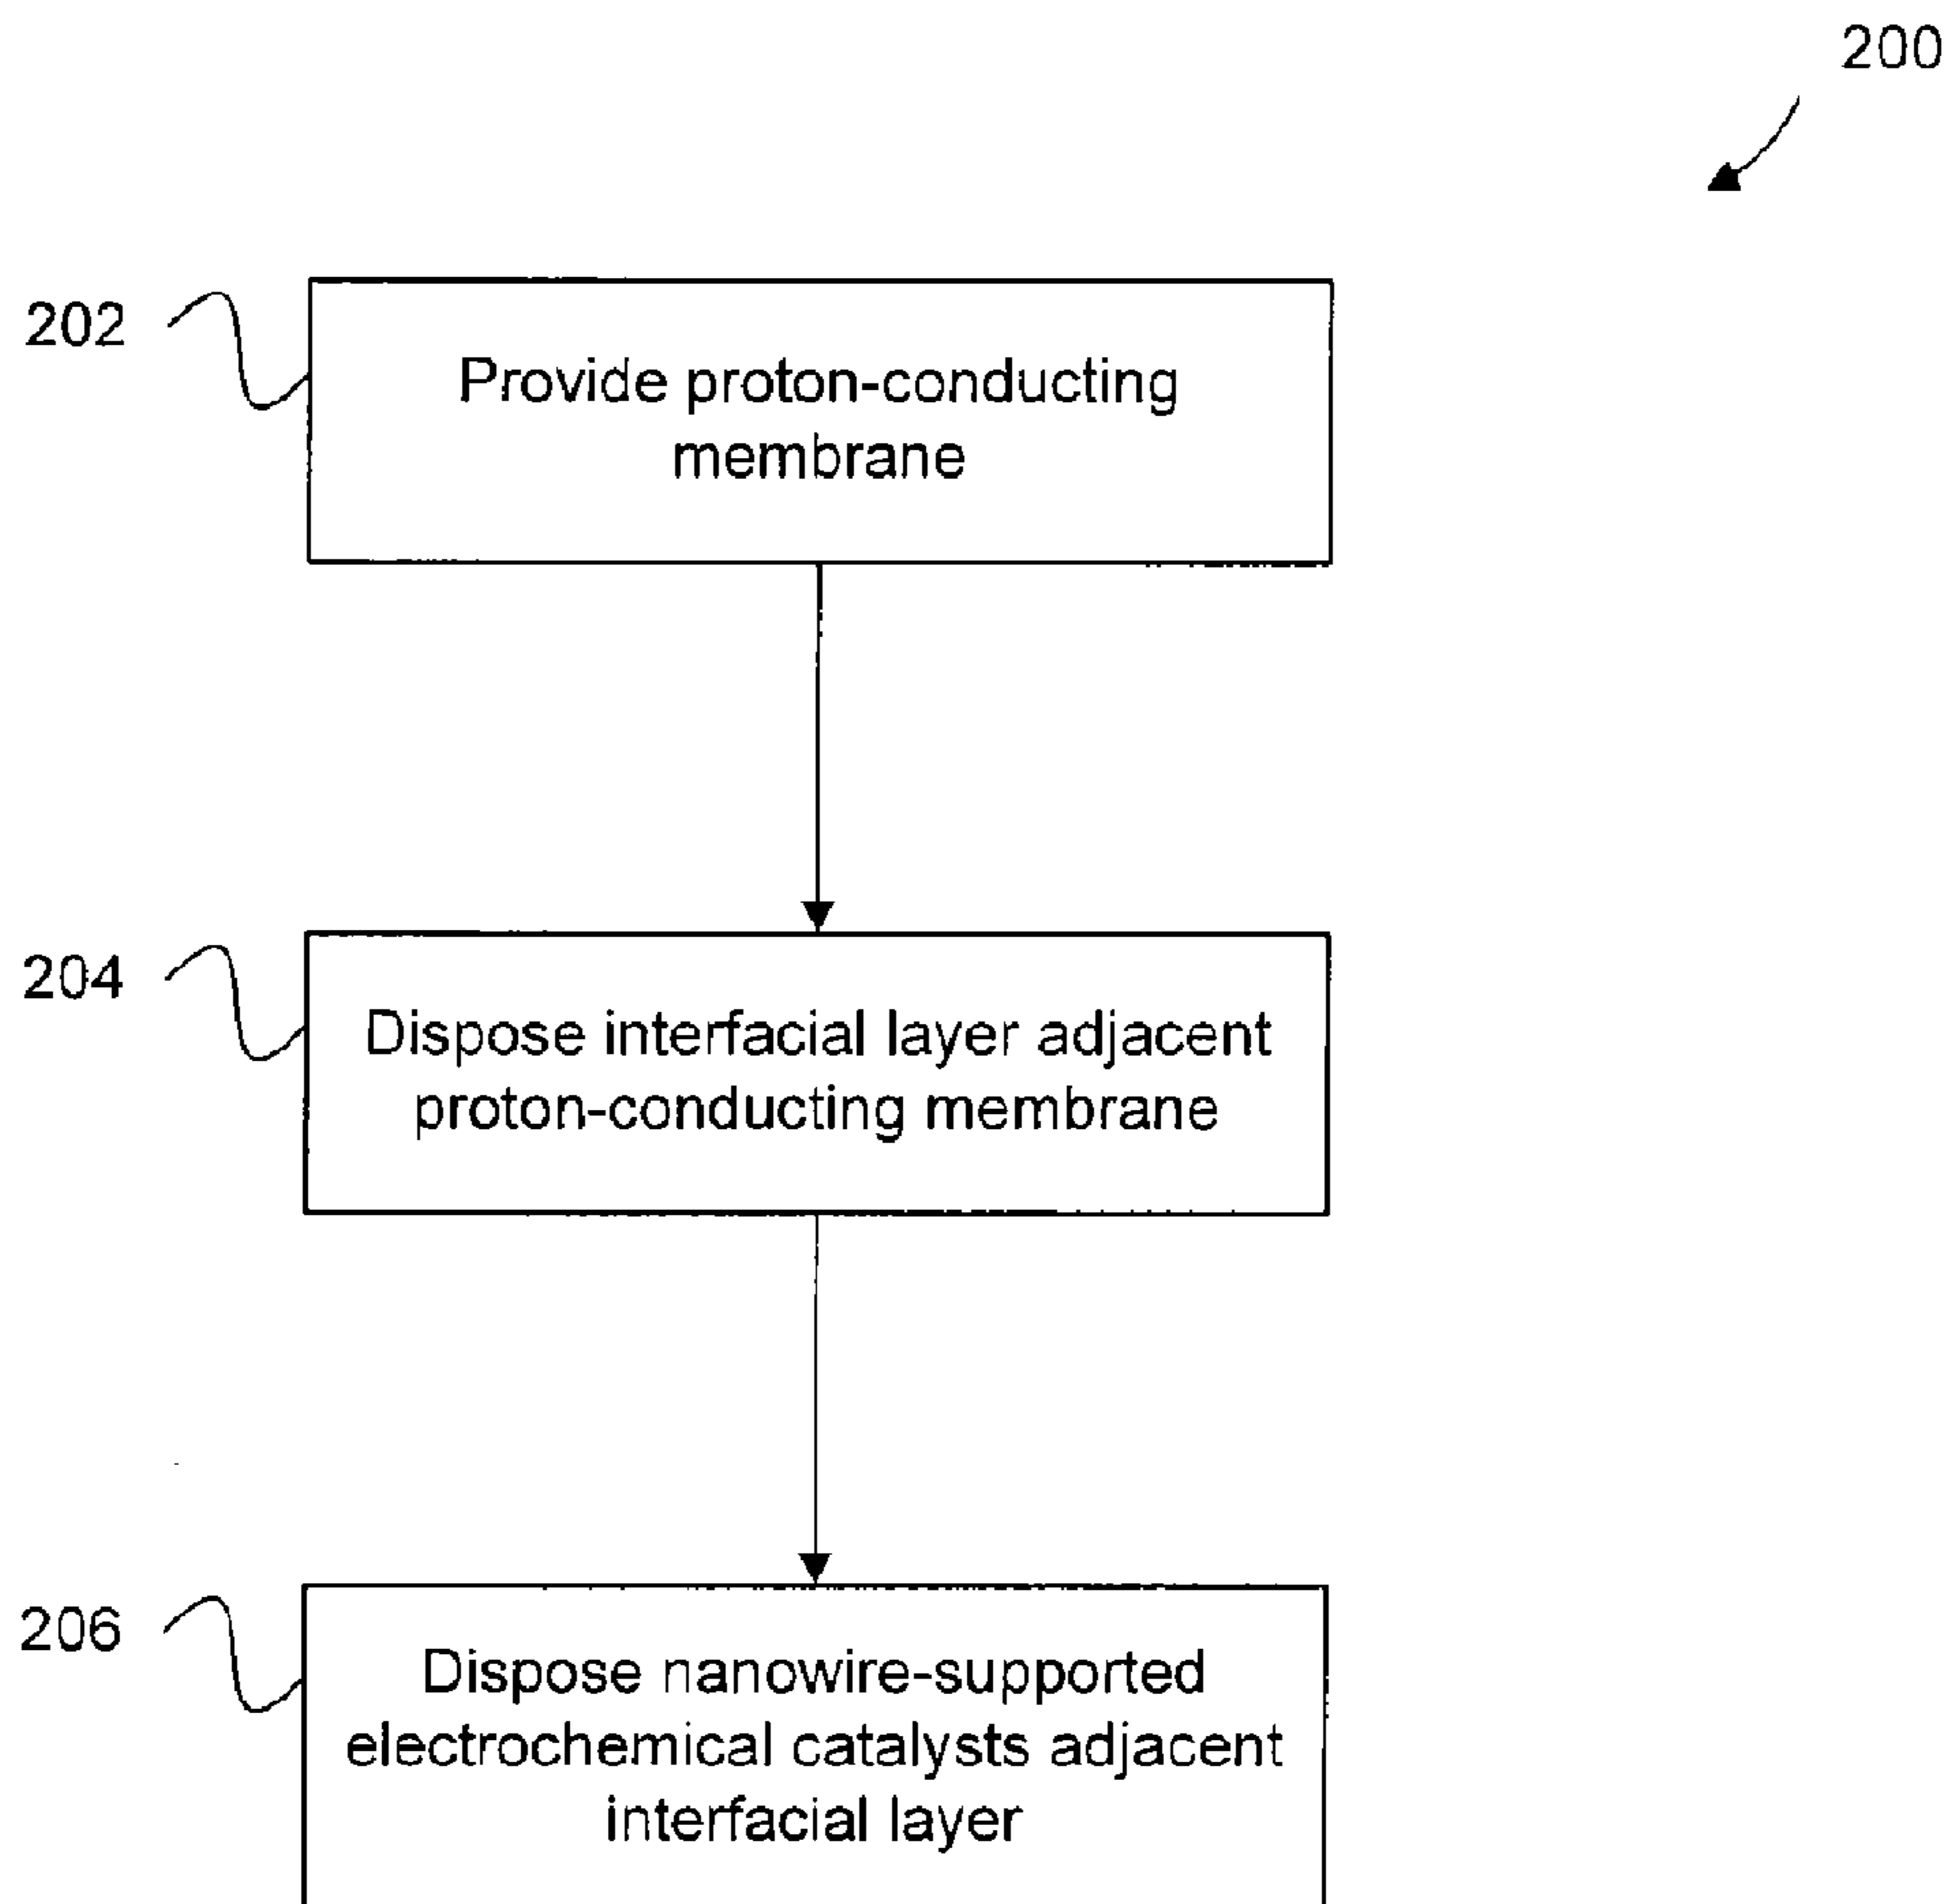 200
202
Provide proton-conducting
membrane
204
Dispose interfacial layer adjacent
proton-conducting membrane
206
Dispose nanowire-supported
electrochemical catalysts adjacent
interfacial layer